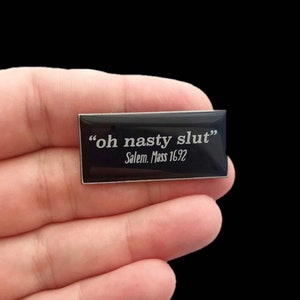 “oh nasty slut”
Salem, Mass 1692